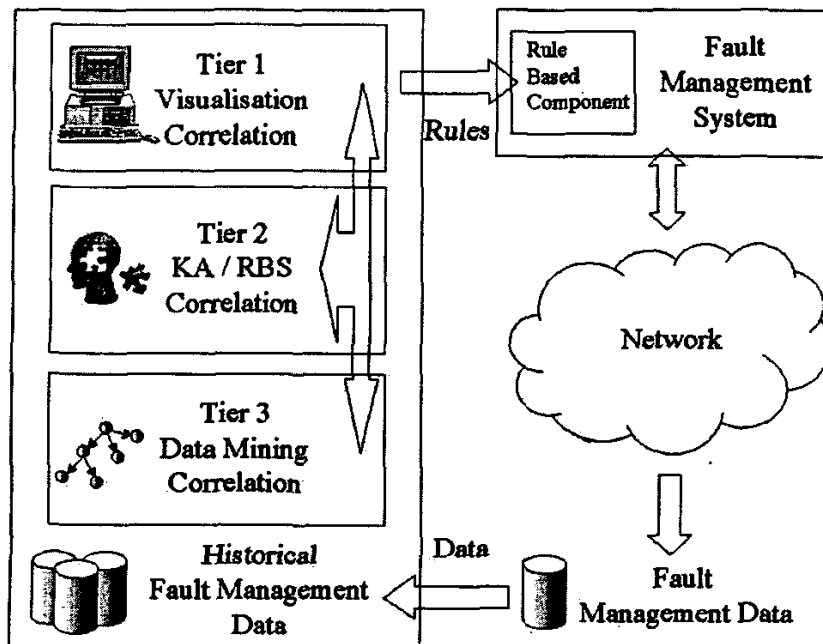 Tier 1
Visualisation
Correlation
Tier 2
KA / RBS
Correlation
Tier 3
Data Mining
Correlation
Historical
Fault Management
Data
Rules
Rule
Based
Component
Fault
Management
System
Network
Data
Fault
Management Data